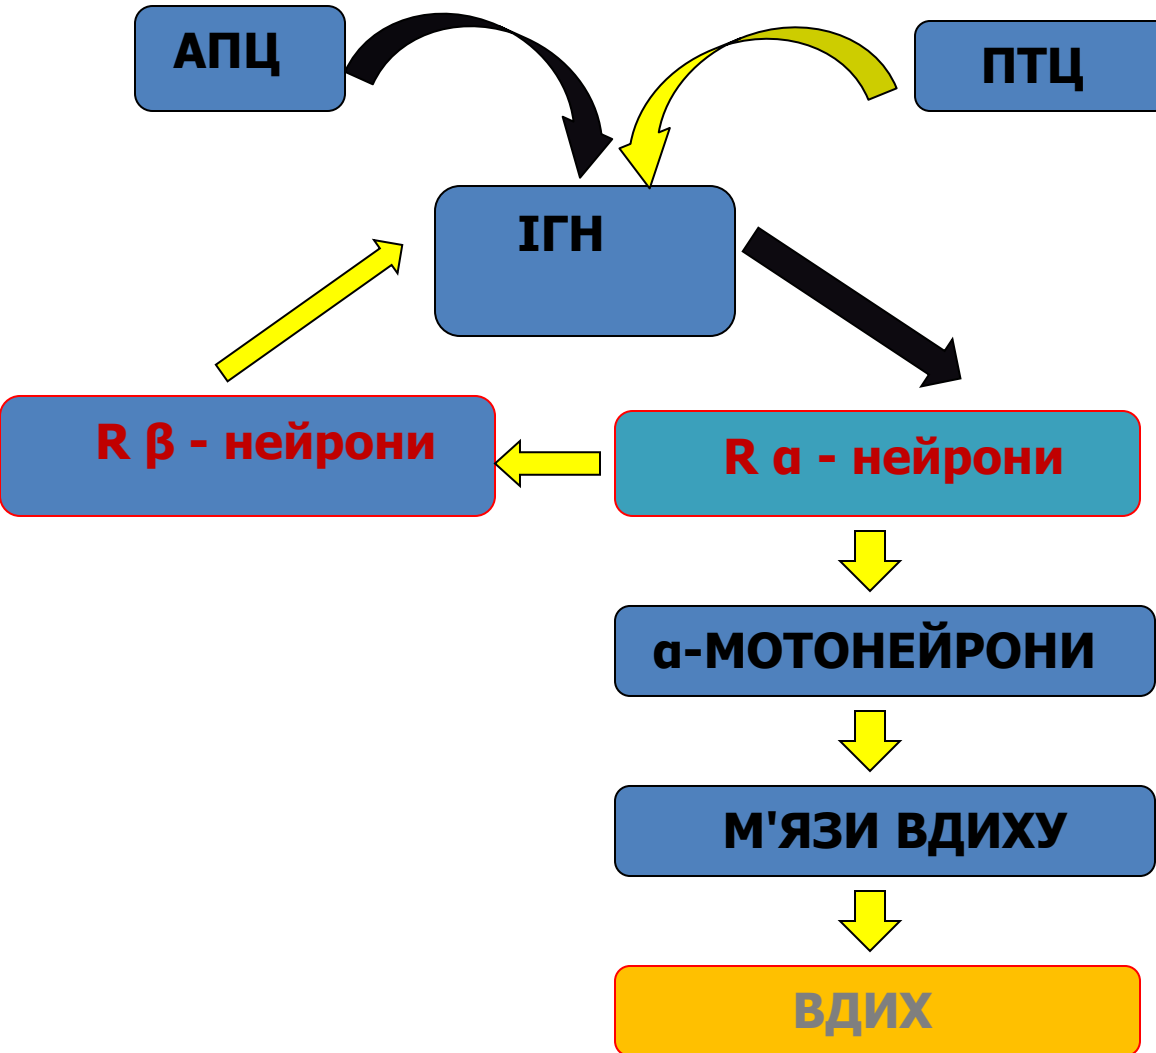 АПЦ
ПТЦ
ІГН
R β - нейрони
R α - нейрони
α-МОТОНЕЙРОНИ
М'ЯЗИ ВДИХУ
ВДИХ